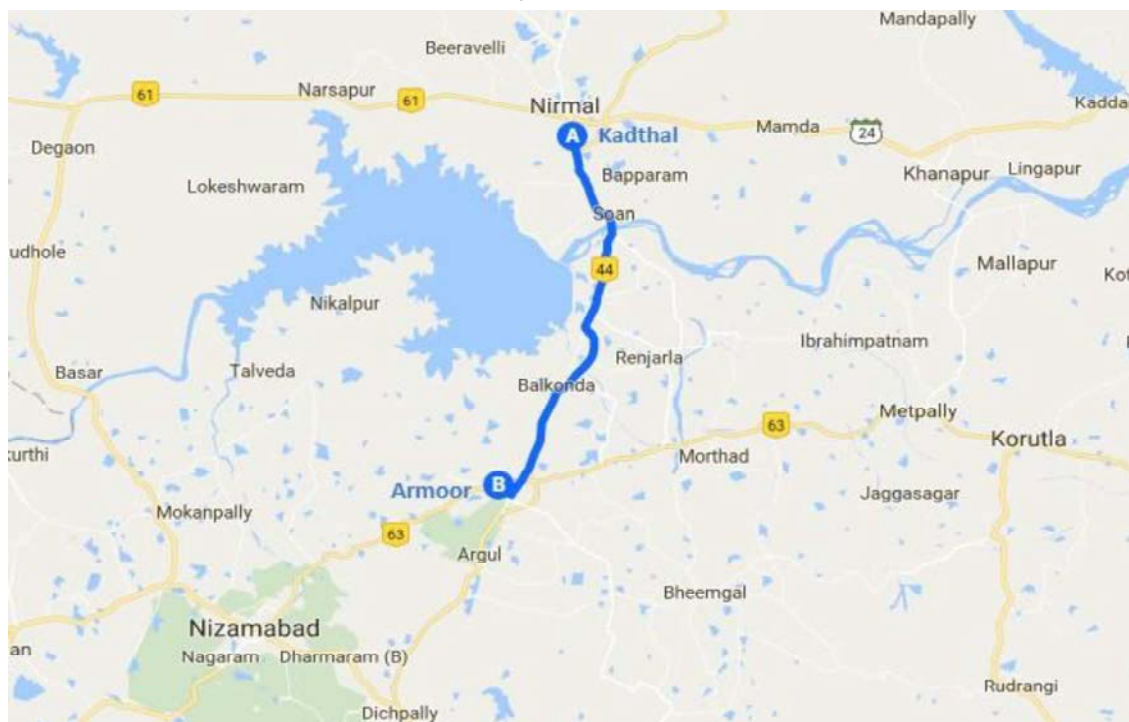 Mandapally
Beeravelli
61
Narsapur
61
Nirmal
Kadda
A
Kadthal
Mamda
24
Degaon
Lokeshwaram
Bapparam
Khanapur
Lingapur
Soan
udhole
44
Mallapur
Kot
Nikalpur
Ibrahimpatnam
Renjarla
Basar
Talveda
Balkonda
Metpally
63
Korutla
kurthi
Morthad
B
Armoor
Jaggasagar
Mokanpally
63
Argul
Bheemgal
Nizamabad
an
Nagaram
Dharmaram (B)
Rudrangi
Dichpally